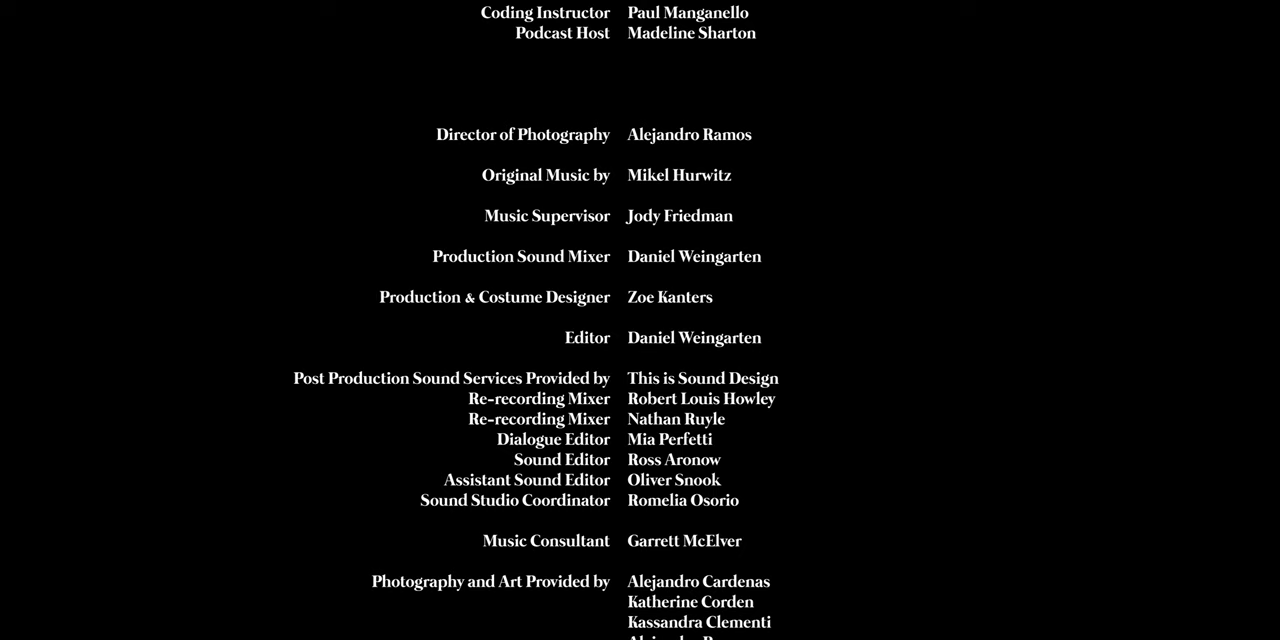 Coding Instructor Paul Manganello
Podcast Host Madeline Sharton
Director of Photography Alejandro Ramos
Original Music by Mikel Hurwitz
Music Supervisor Jody Friedman
Production Sound Mixer Daniel Weingarten
Production & Costume Designer Zoe Kanters
Editor Daniel Weingarten
Post Production Sound Services Provided by This is Sound Design
Re-recording Mixer Robert Louis Howley
Re-recording Mixer Nathan Ruyle
Dialogue Editor Mia Perfetti
Sound Editor Ross Aronow
Assistant Sound Editor Oliver Snook
Sound Studio Coordinator Romelia Osorio
Music Consultant Garrett McElver
Photography and Art Provided by Alejandro Cardenas
Katherine Corden
Kassandra Clementi